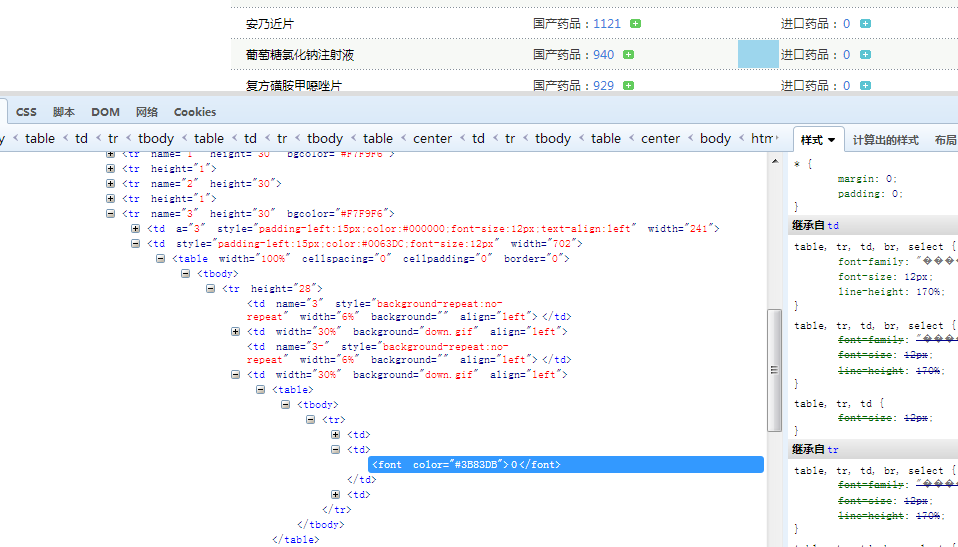 安乃近片 国产药品：1121 进口药品：0
葡萄糖氯化钠注射液 国产药品：940 进口药品：0
复方磺胺甲噁唑片 国产药品：929 进口药品：0
CSS 脚本 DOM 网络 Cookies
table < td < tr < tbody < table < td < tr < tbody < table < center < td < tr < tbody < table < center < body < htm
<tr name="1" height="30" bgcolor="#F7F9F6">
<tr height="1">
<tr name="2" height="30">
<tr height="1">
<tr name="3" height="30" bgcolor="#F7F9F6">
<td a="3" style="padding-left:15px;color:#000000;font-size:12px;text-align:left" width="241">
<td style="padding-left:15px;color:#0063DC;font-size:12px" width="702">
<table width="100%" cellspacing="0" cellpadding="0" border="0">
<tbody>
<tr height="28">
<td name="3" style="background-repeat:no-
repeat" width="6%" background="" align="left"></td>
<td width="30%" background="down.gif" align="left">
<td name="3-" style="background-repeat:no-
repeat" width="6%" background="" align="left"></td>
<td width="30%" background="down.gif" align="left">
<table>
<tbody>
<tr>
<td>
<td>
<font color="#3B83DB">0</font>
</td>
<td>
</tr>
</tbody>
</table>
样式 计算出的样式 布局
* {
margin: 0;
padding: 0;
}
继承自 td
table, tr, td, br, select {
font-family: "����
font-size: 12px;
line-height: 170%;
}
table, tr, td, br, select {
font-family: "����
font-size: 12px;
line-height: 170%;
}
table, tr, td {
font-size: 12px;
}
继承自 tr
table, tr, td, br, select {
font-family: "����
font-size: 12px;
line-height: 170%;
}